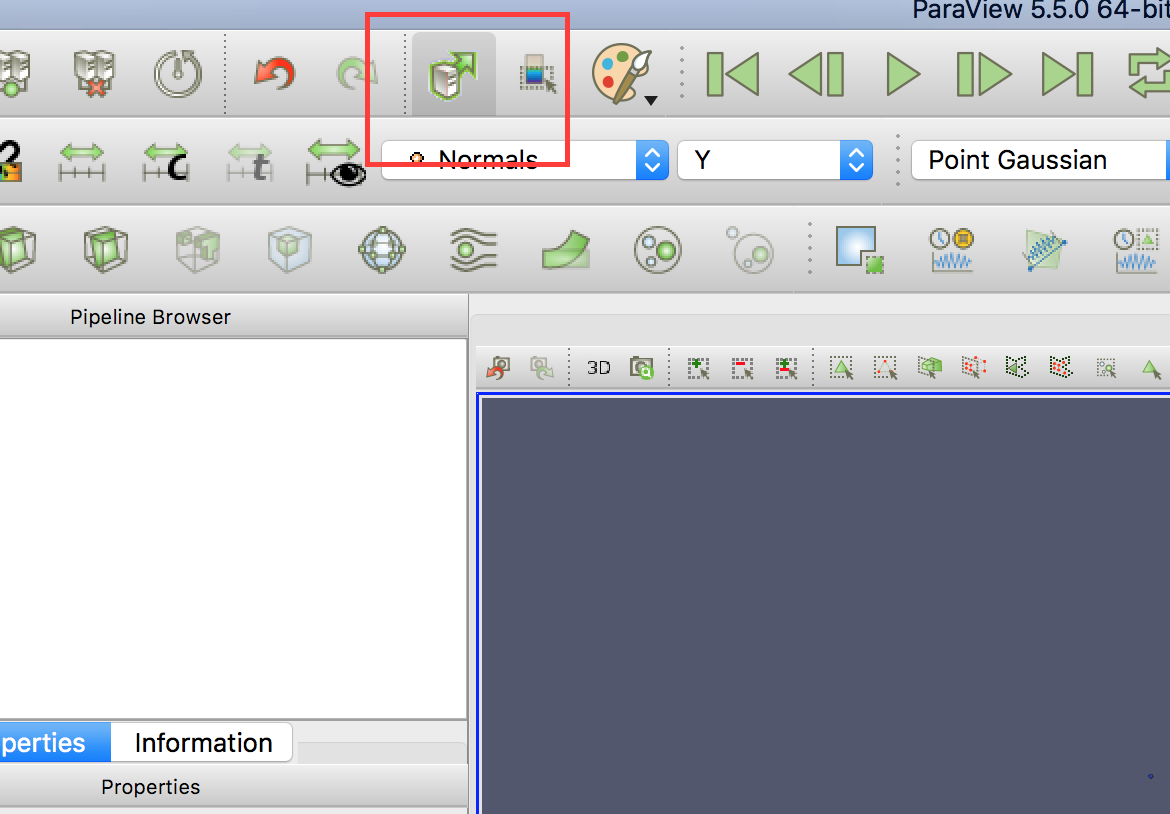 ParaView 5.5.0 64-bit
Normals
Y
Point Gaussian
Pipeline Browser
3D
perties
Information
Properties